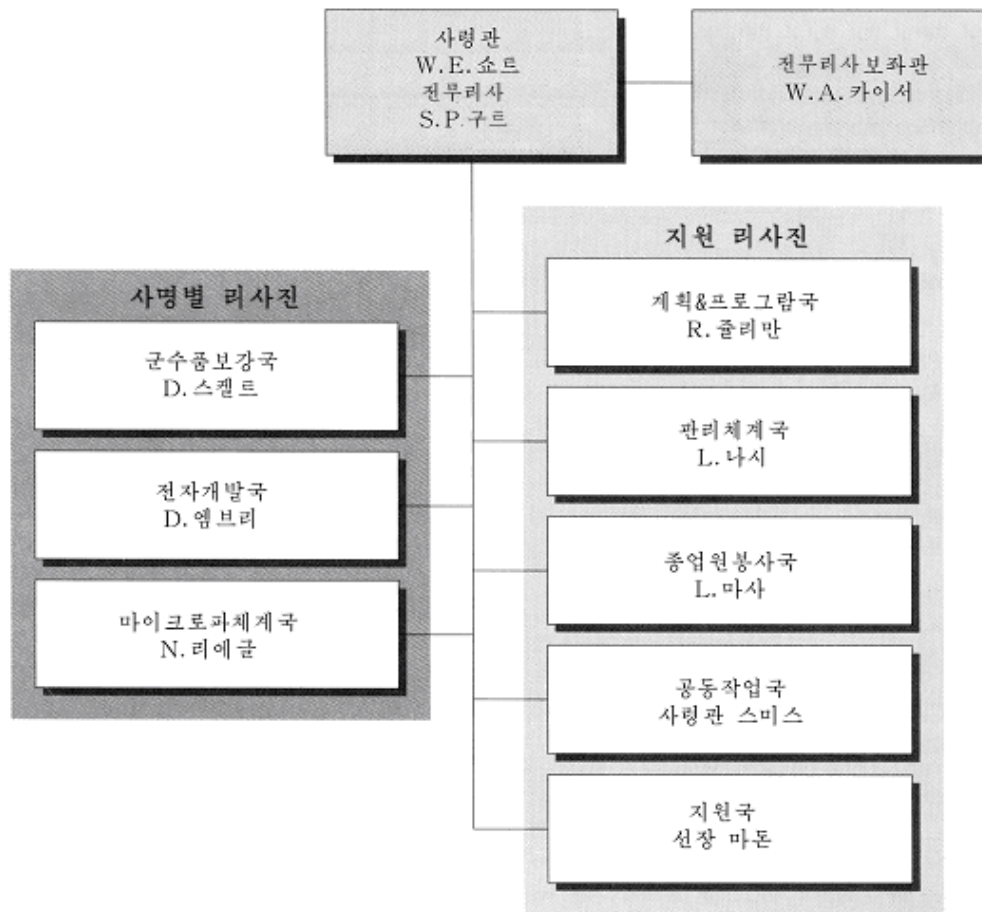 사령관
W.E.쇼트
전무리사
S.P.구트
전무리사보좌관
W.A.카이서
사명별 리사진
군수품보강국
D.스켈트
전자개발국
D.엠브리
마이크로파체계국
N.리에글
지원 리사진
계획&프로그람국
R.쥴리만
관리체계국
L.나시
종업원봉사국
L.마사
공동작업국
사령관 스미스
지원국
선장 마돈